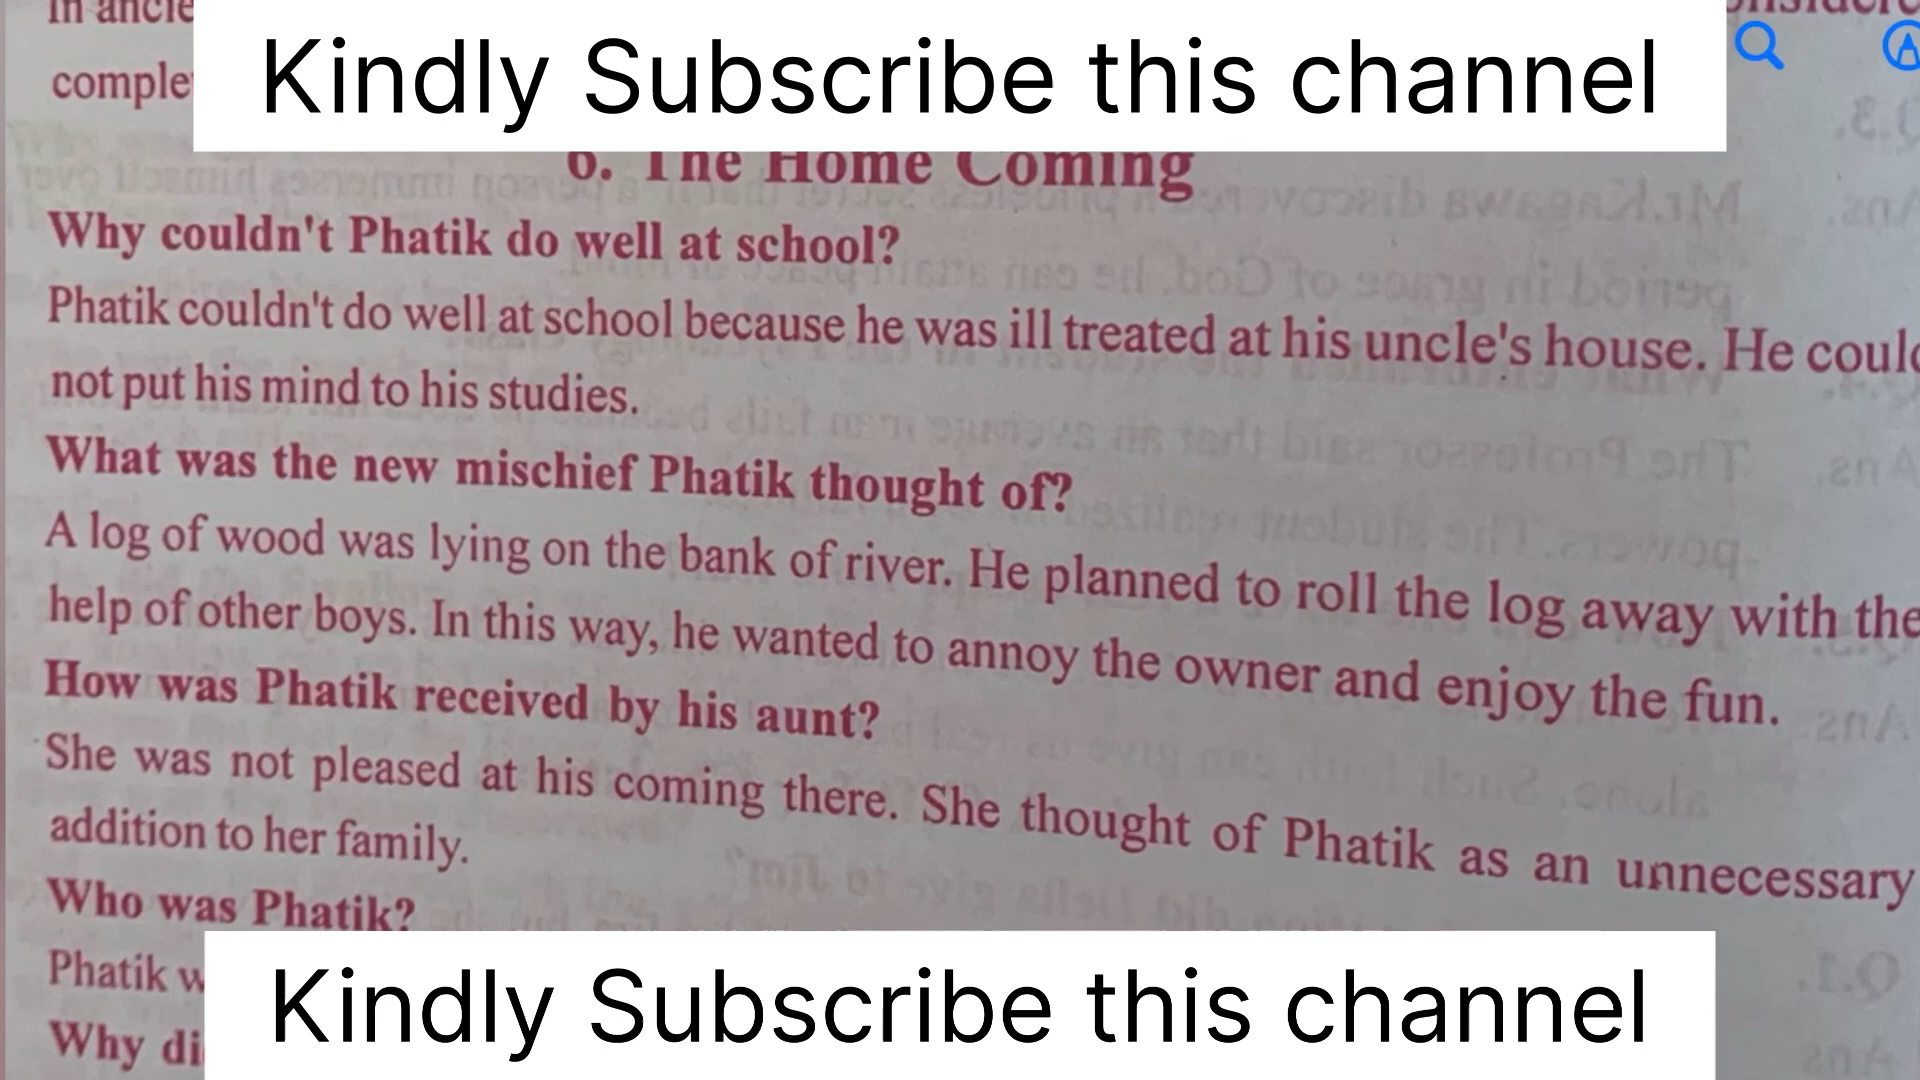 In ancie
comple
Kindly Subscribe this channel
6. The Home Coming
Why couldn't Phatik do well at school?
Phatik couldn't do well at school because he was ill treated at his uncle's house. He could
not put his mind to his studies.
What was the new mischief Phatik thought of?
A log of wood was lying on the bank of river. He planned to roll the log away with the
help of other boys. In this way, he wanted to annoy the owner and enjoy the fun.
How was Phatik received by his aunt?
She was not pleased at his coming there. She thought of Phatik as an unnecessary
addition to her family.
Who was Phatik?
Phatik w
Why di
Kindly Subscribe this channel